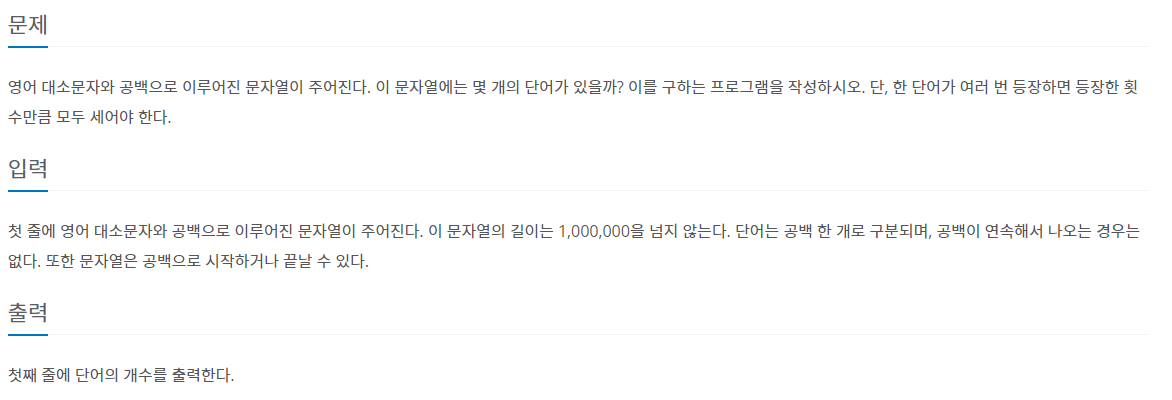 문제
영어 대소문자와 공백으로 이루어진 문자열이 주어진다. 이 문자열에는 몇 개의 단어가 있을까? 이를 구하는 프로그램을 작성하시오. 단, 한 단어가 여러 번 등장하면 등장한 횟
수만큼 모두 세어야 한다.
입력
첫 줄에 영어 대소문자와 공백으로 이루어진 문자열이 주어진다. 이 문자열의 길이는 1,000,000을 넘지 않는다. 단어는 공백 한 개로 구분되며, 공백이 연속해서 나오는 경우는
없다. 또한 문자열은 공백으로 시작하거나 끝날 수 있다.
출력
첫째 줄에 단어의 개수를 출력한다.